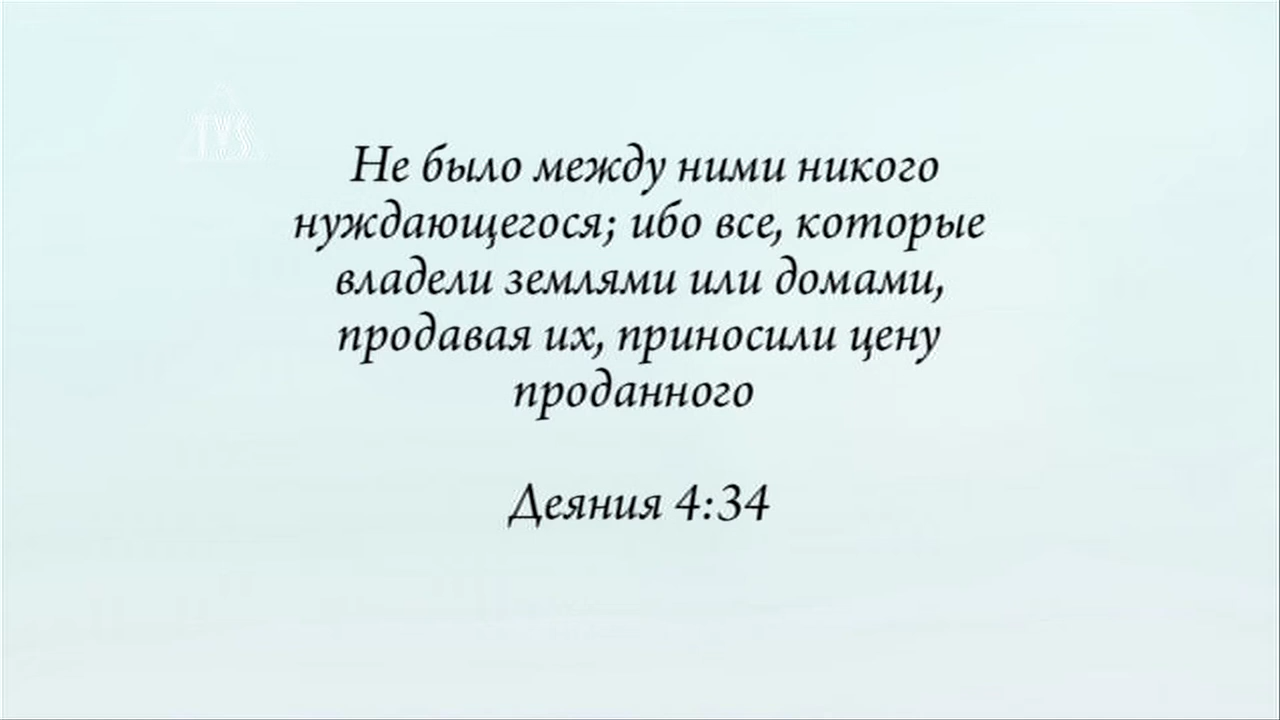 TVS
Не было между ними никого
нуждающегося; ибо все, которые
владели землями или домами,
продавая их, приносили цену
проданного
Деяния 4:34